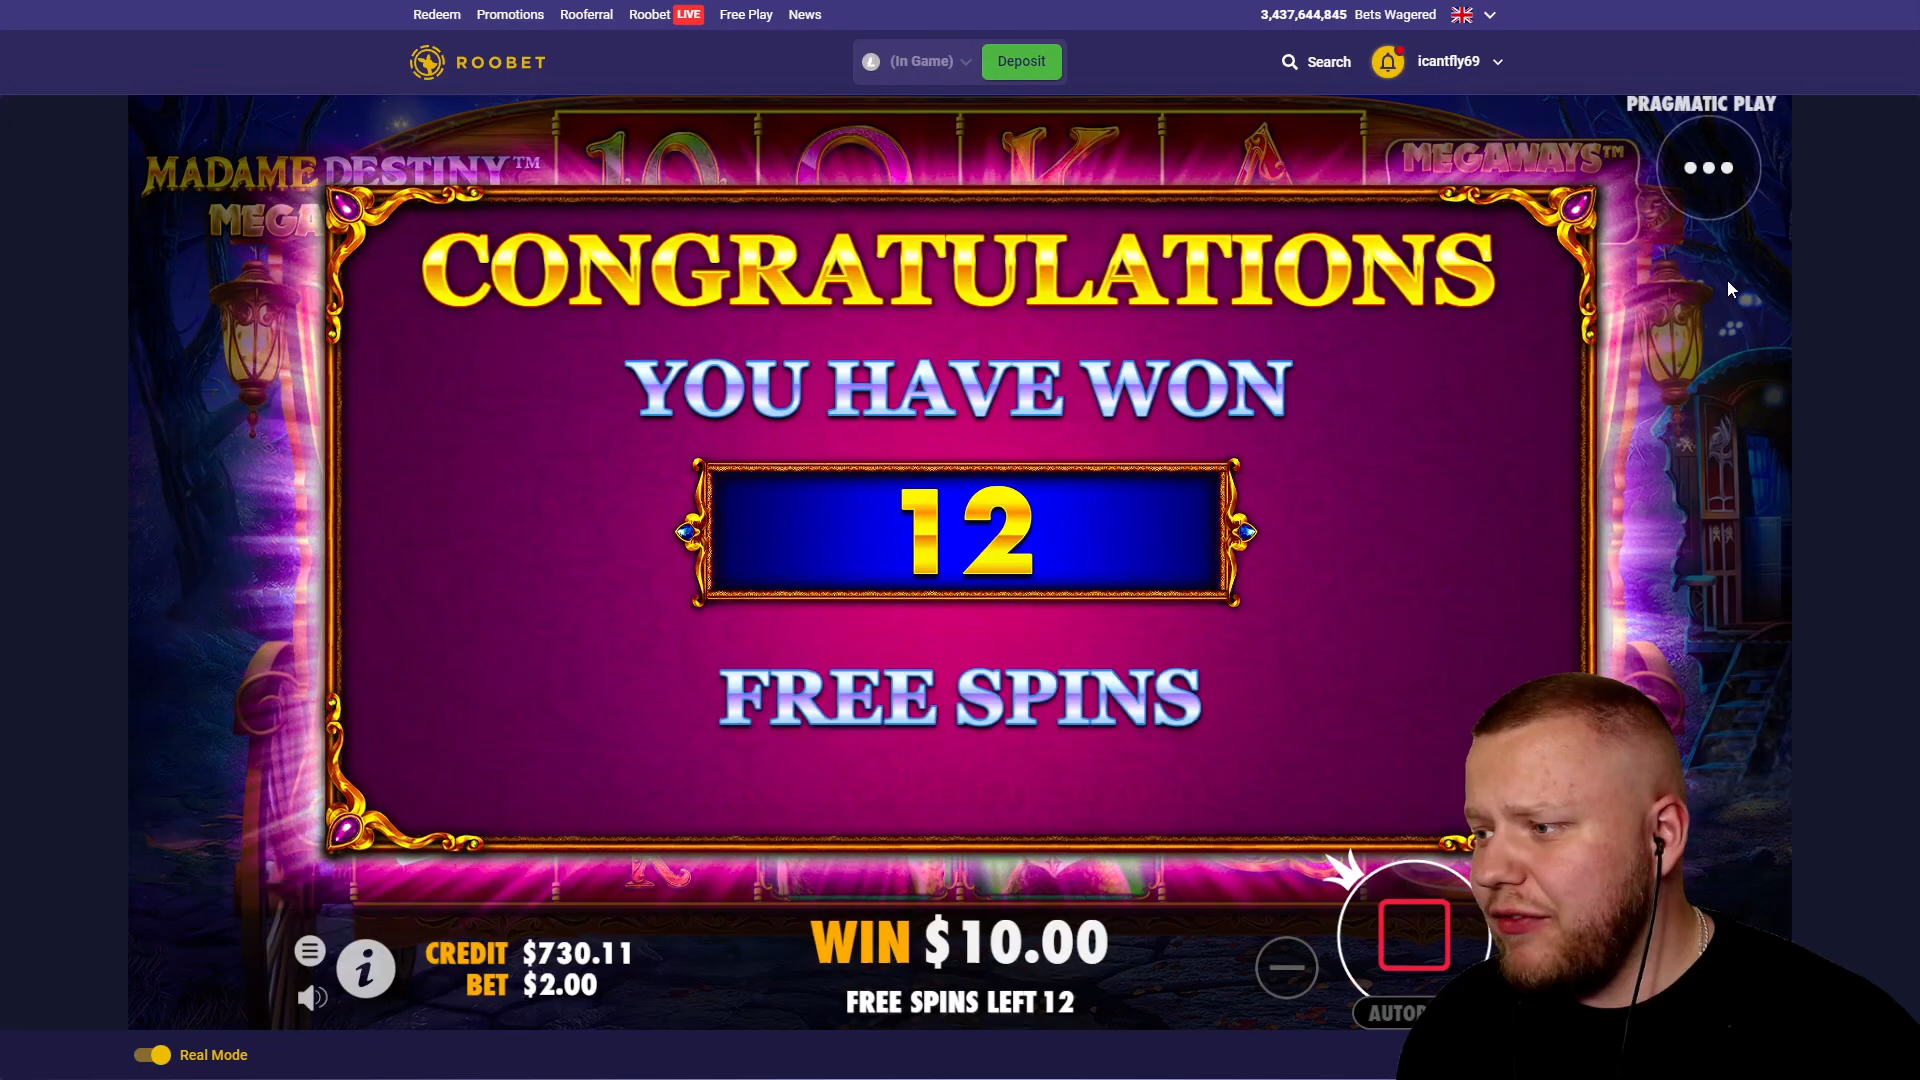 Redeem Promotions Rooferral Roobet LIVE Free Play News
3,437,644,845 Bets Wagered
ROOBET
(In Game)
Deposit
Search
icantfly69
PRAGMATIC PLAY
MADAME DESTINY™
MEGA
10 Q K A
MEGAWAYS™
CONGRATULATIONS
YOU HAVE WON
12
FREE SPINS
K
CREDIT $730.11
BET $2.00
WIN $10.00
FREE SPINS LEFT 12
Real Mode